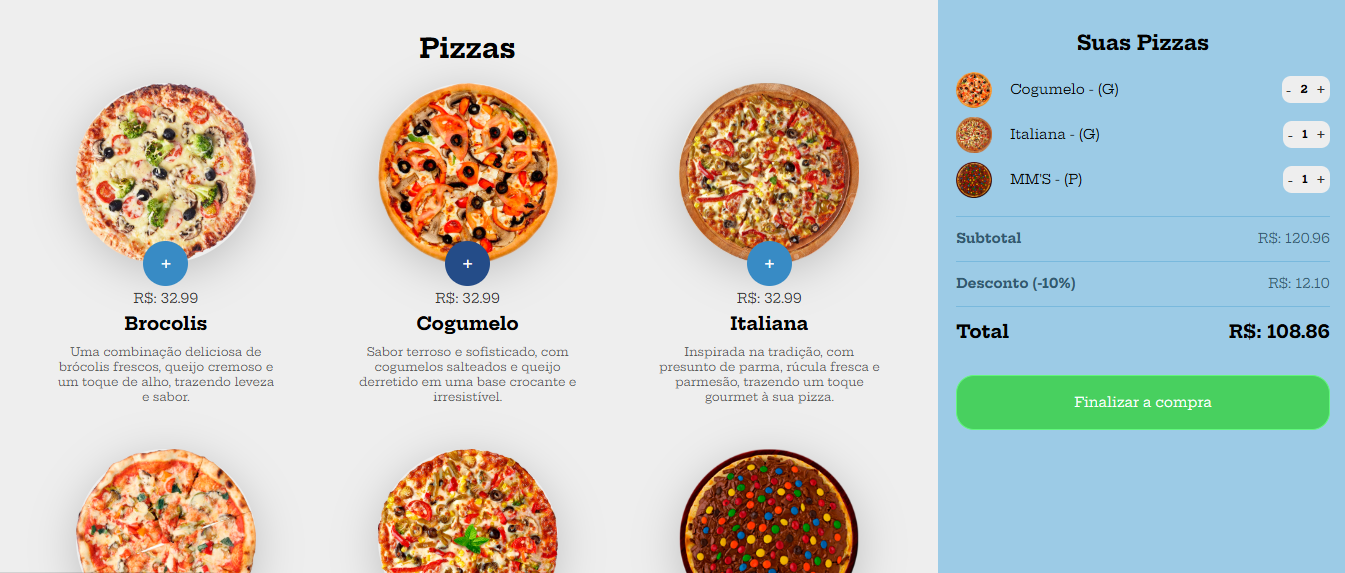 Pizzas
+
R$: 32.99
Brocolis
Uma combinação deliciosa de
brócolis frescos, queijo cremoso e
um toque de alho, trazendo leveza
e sabor.
+
R$: 32.99
Cogumelo
Sabor terroso e sofisticado, com
cogumelos salteados e queijo
derretido em uma base crocante e
irresistível.
+
R$: 32.99
Italiana
Inspirada na tradição, com
presunto de parma, rúcula fresca e
parmesão, trazendo um toque
gourmet à sua pizza.
Suas Pizzas
Cogumelo - (G) - 2 +
Italiana - (G) - 1 +
MM'S - (P) - 1 +
Subtotal R$: 120.96
Desconto (-10%) R$: 12.10
Total R$: 108.86
Finalizar a compra